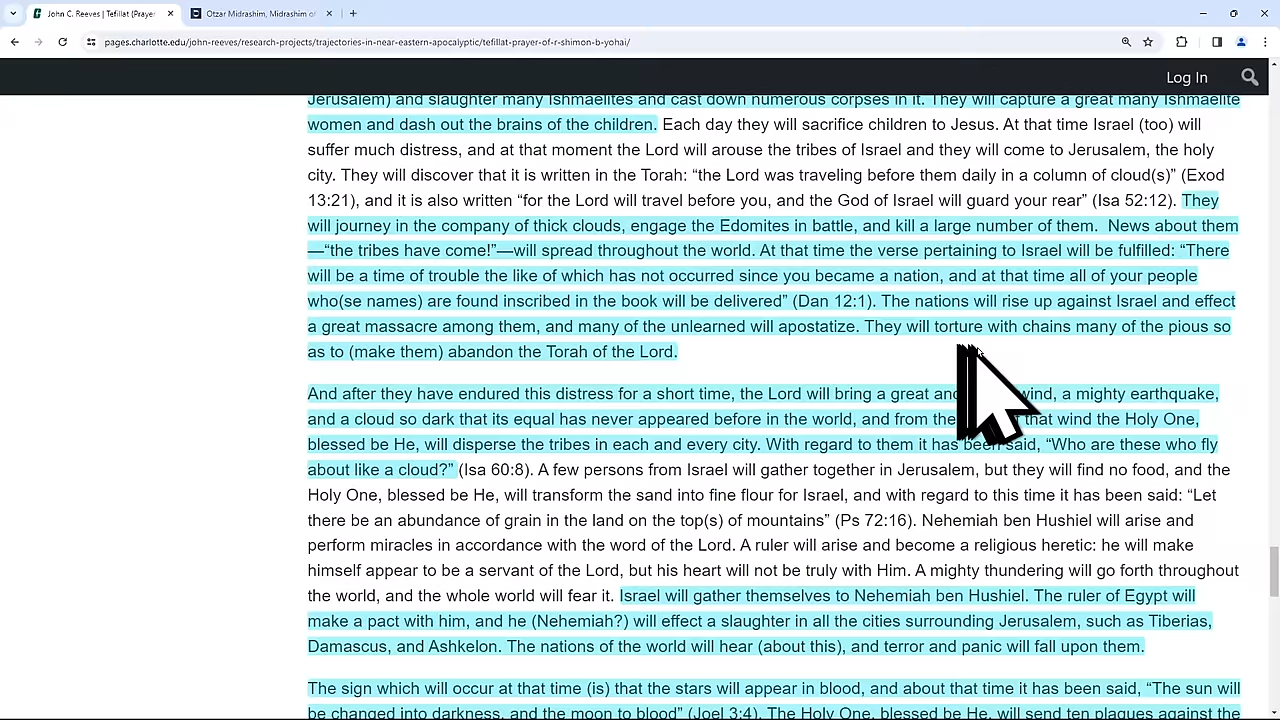 John C. Reeves | Tefillat (Prayer
Otzar Midrashim, Midrashim of
pages.charlotte.edu/john-reeves/research-projects/trajectories-in-near-eastern-apocalyptic/tefillat-prayer-of-r-shimon-b-yohai/
Log In
Jerusalem) and slaughter many Ishmaelites and cast down numerous corpses in it. They will capture a great many Ishmaelite
women and dash out the brains of the children. Each day they will sacrifice children to Jesus. At that time Israel (too) will
suffer much distress, and at that moment the Lord will arouse the tribes of Israel and they will come to Jerusalem, the holy
city. They will discover that it is written in the Torah: “the Lord was traveling before them daily in a column of cloud(s)” (Exod
13:21), and it is also written “for the Lord will travel before you, and the God of Israel will guard your rear” (Isa 52:12). They
will journey in the company of thick clouds, engage the Edomites in battle, and kill a large number of them. News about them
—“the tribes have come!”—will spread throughout the world. At that time the verse pertaining to Israel will be fulfilled: “There
will be a time of trouble the like of which has not occurred since you became a nation, and at that time all of your people
who(se names) are found inscribed in the book will be delivered” (Dan 12:1). The nations will rise up against Israel and effect
a great massacre among them, and many of the unlearned will apostatize. They will torture with chains many of the pious so
as to (make them) abandon the Torah of the Lord.
And after they have endured this distress for a short time, the Lord will bring a great and wind, a mighty earthquake,
and a cloud so dark that its equal has never appeared before in the world, and from the that wind the Holy One,
blessed be He, will disperse the tribes in each and every city. With regard to them it has been said, “Who are these who fly
about like a cloud?” (Isa 60:8). A few persons from Israel will gather together in Jerusalem, but they will find no food, and the
Holy One, blessed be He, will transform the sand into fine flour for Israel, and with regard to this time it has been said: “Let
there be an abundance of grain in the land on the top(s) of mountains” (Ps 72:16). Nehemiah ben Hushiel will arise and
perform miracles in accordance with the word of the Lord. A ruler will arise and become a religious heretic: he will make
himself appear to be a servant of the Lord, but his heart will not be truly with Him. A mighty thundering will go forth throughout
the world, and the whole world will fear it. Israel will gather themselves to Nehemiah ben Hushiel. The ruler of Egypt will
make a pact with him, and he (Nehemiah?) will effect a slaughter in all the cities surrounding Jerusalem, such as Tiberias,
Damascus, and Ashkelon. The nations of the world will hear (about this), and terror and panic will fall upon them.
The sign which will occur at that time (is) that the stars will appear in blood, and about that time it has been said, “The sun will
be changed into darkness, and the moon to blood” (Joel 3:4). The Holy One, blessed be He, will send ten plagues against the